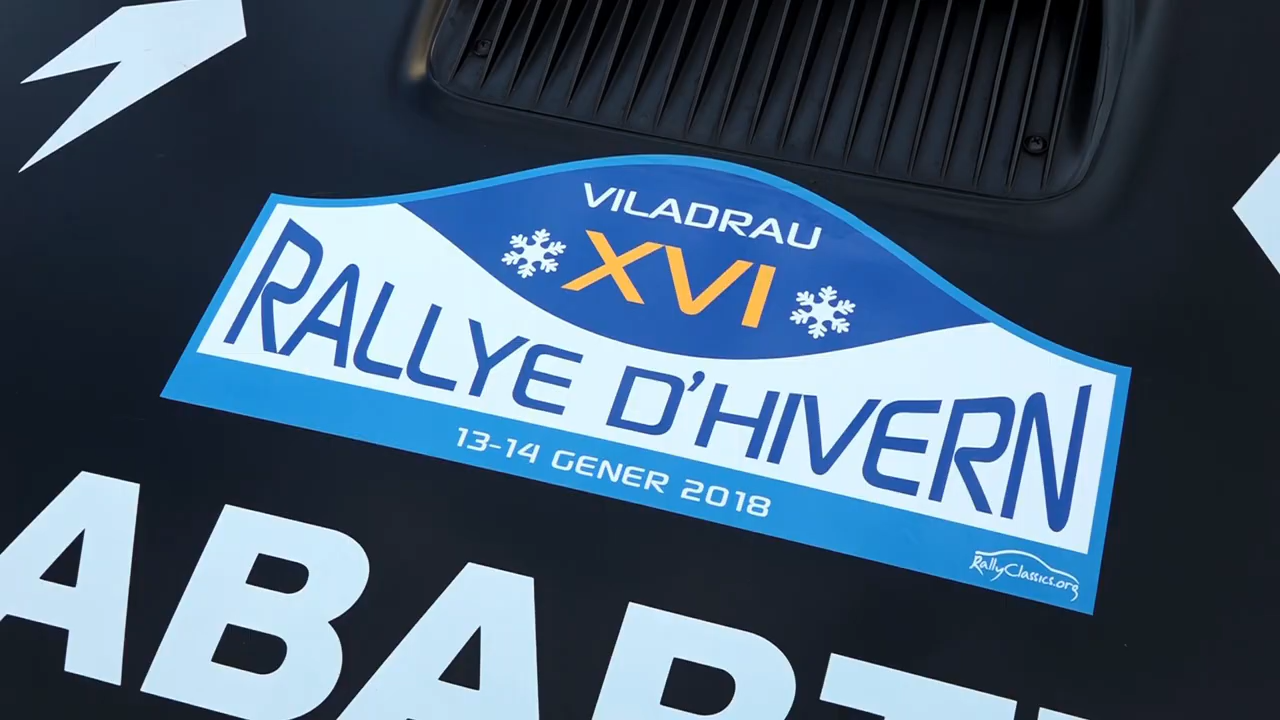 VILADRAU
XVI
RALLYE D'HIVERN
13-14 GENER 2018
RallyClassics.org
ABART